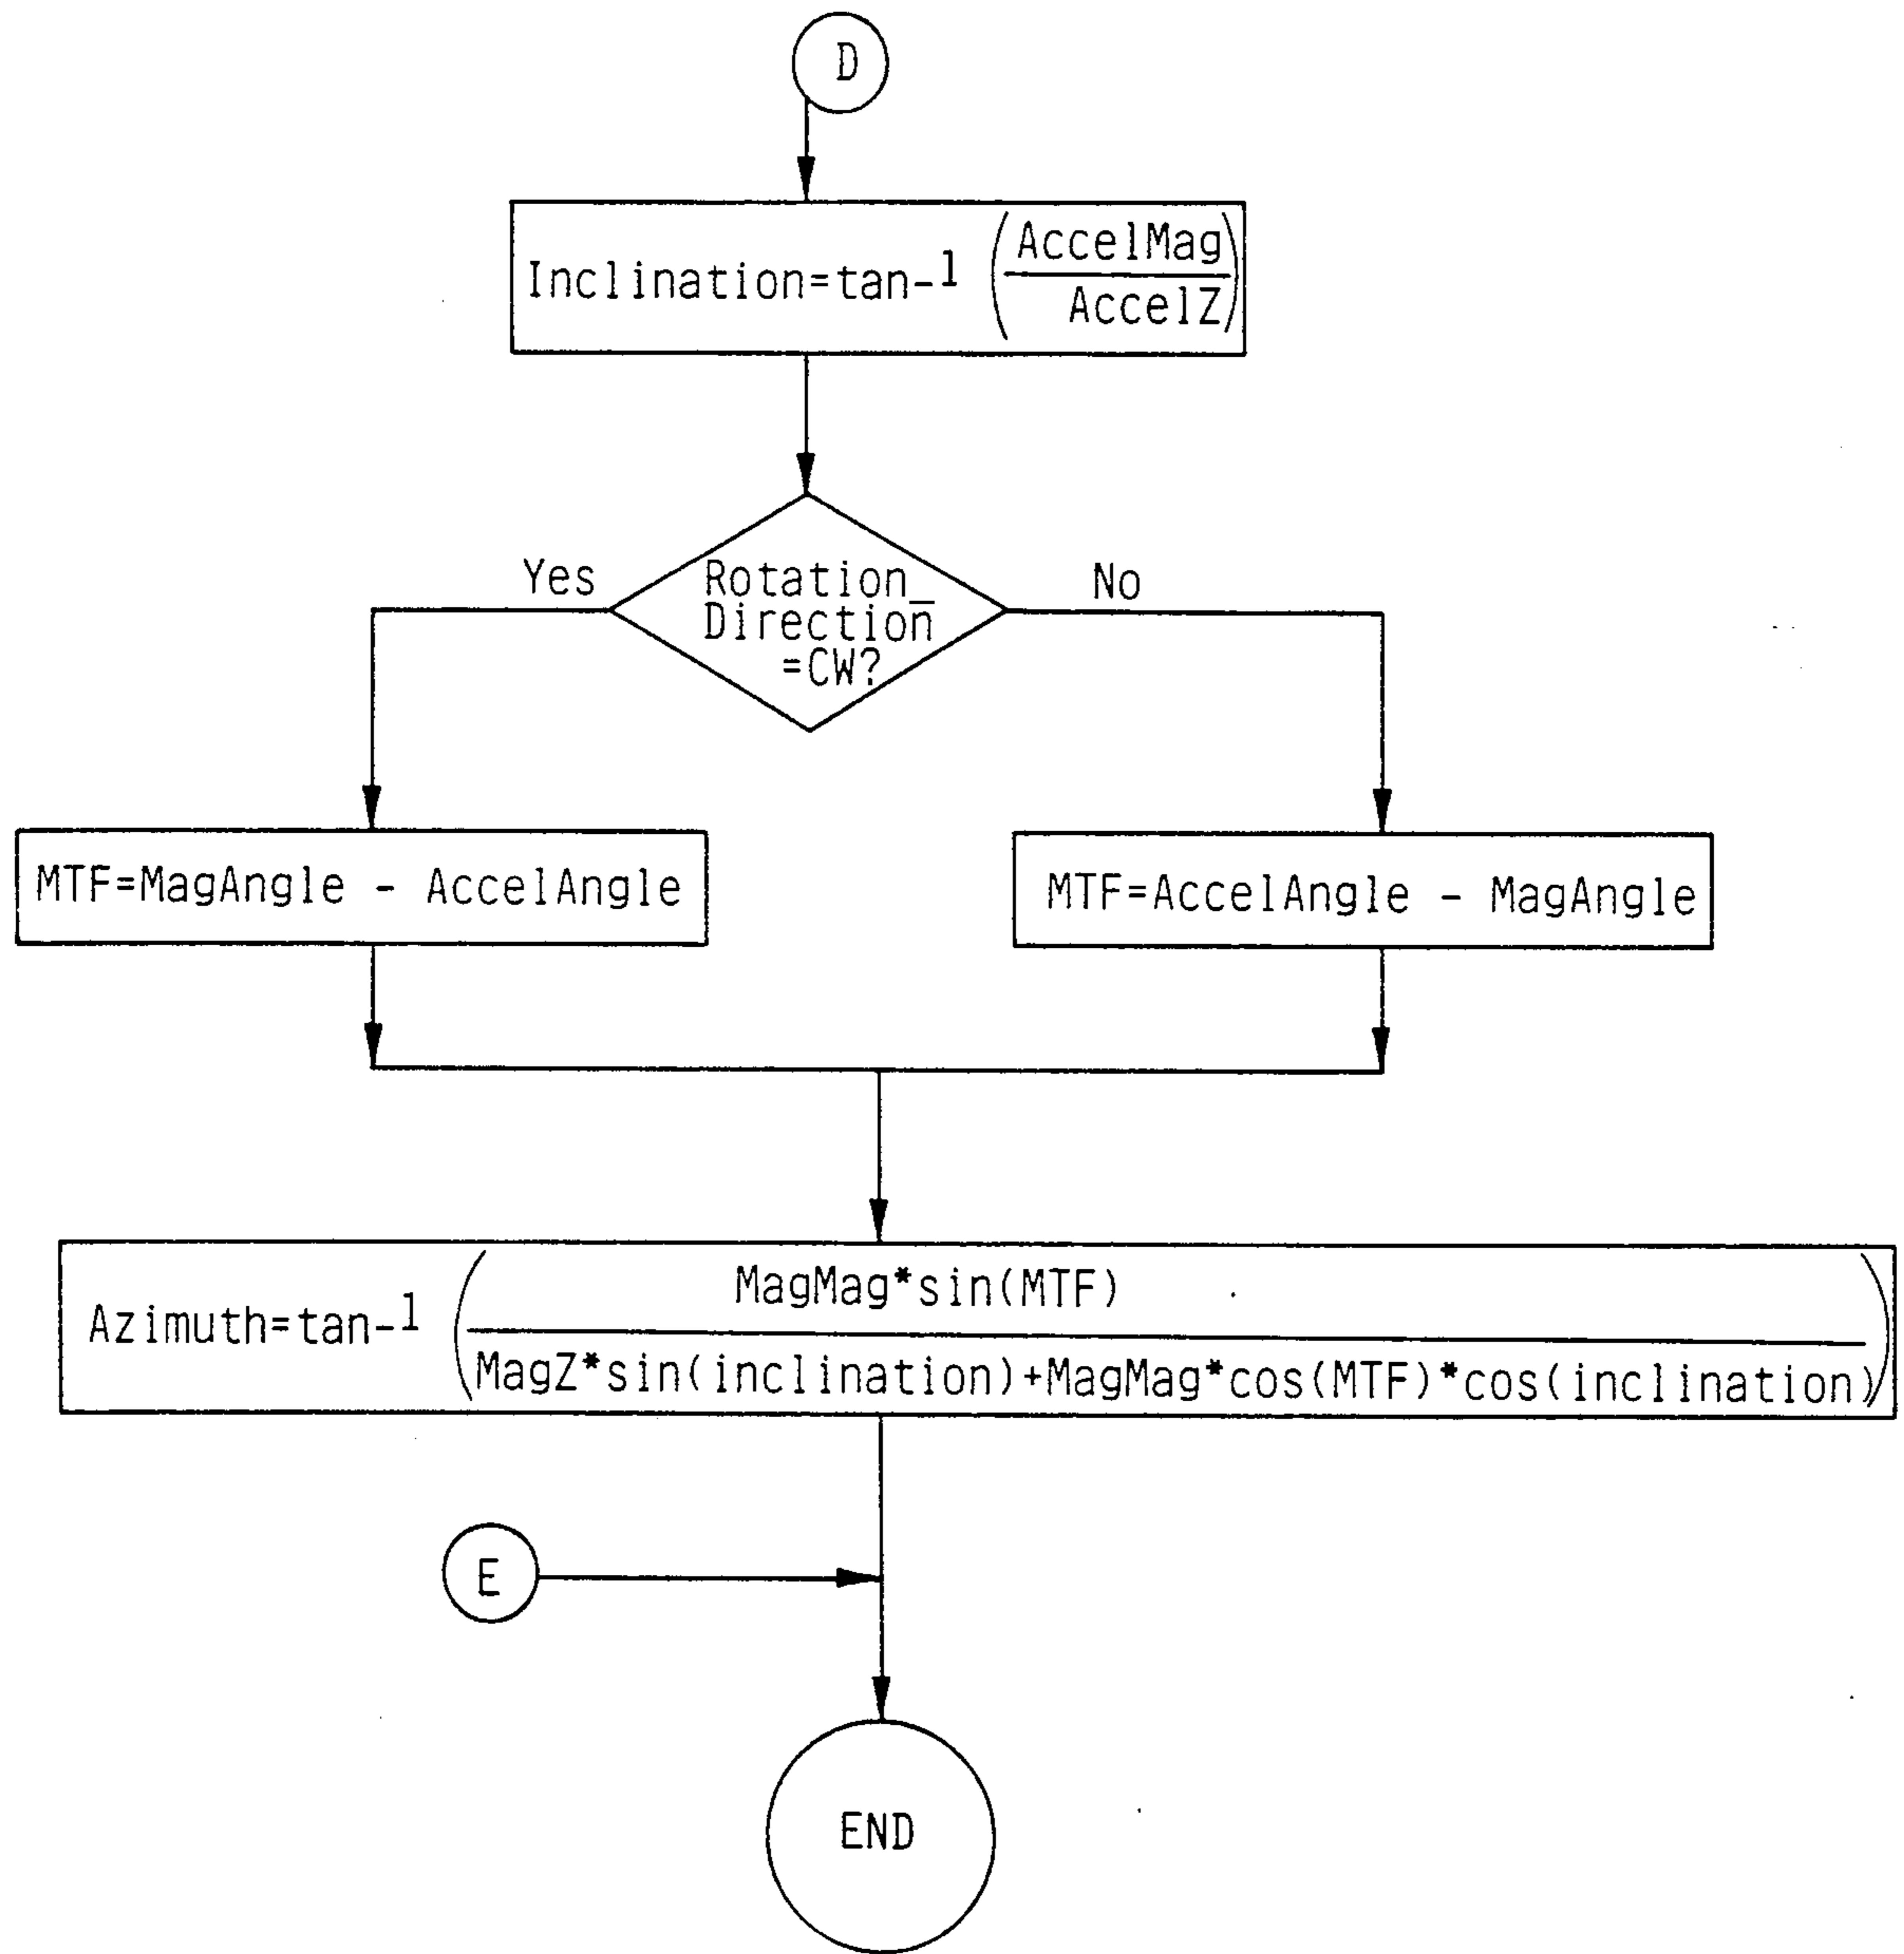 D
AccelMag
Inclination=tan-1
AccelZ
Yes
Rotation_
Direction
=CW?
No
MTF=MagAngle - AccelAngle
MTF=AccelAngle - MagAngle
MagMag*sin(MTF)
Azimuth=tan-1
MagZ*sin(inclination)+MagMag*cos(MTF)*cos(inclination)
E
END